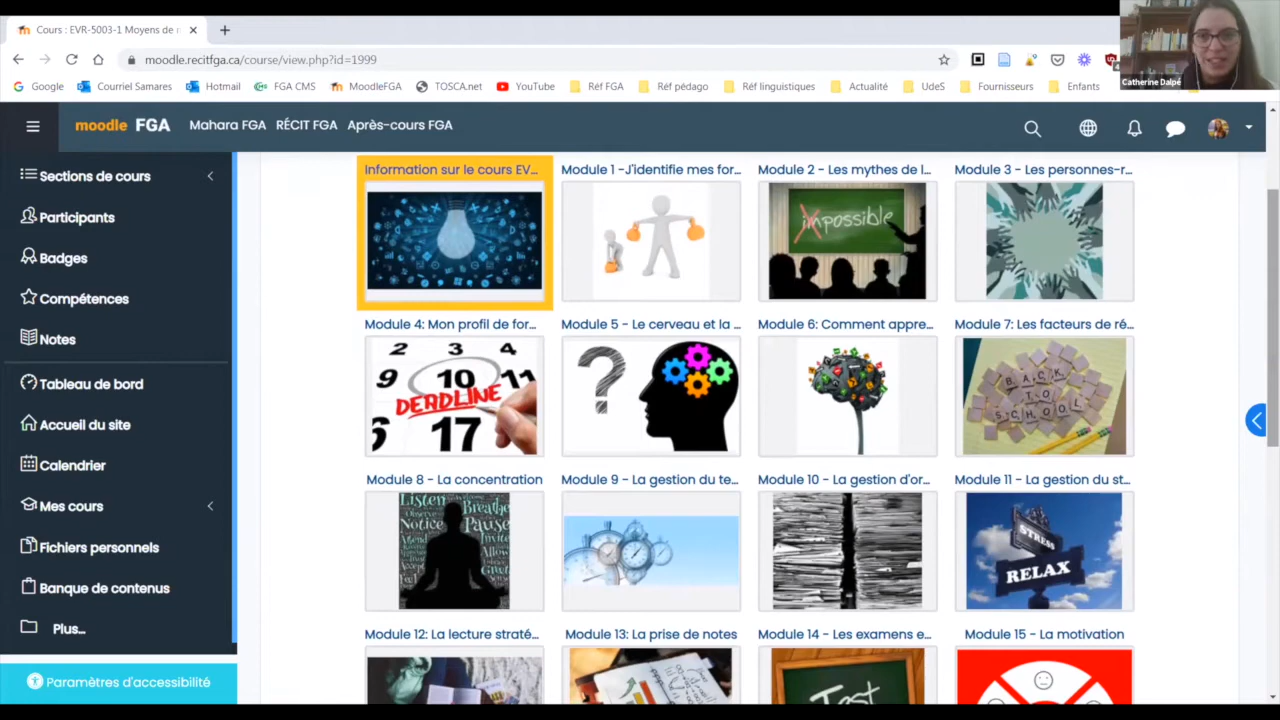 Cours : EVR-5003-1 Moyens de r
moodle.recitfga.ca/course/view.php?id=1999
Google Courriel Samares Hotmail FGA CMS MoodleFGA TOSCA.net YouTube Réf FGA Réf pédago Réf linguistiques Actualité UdeS Fournisseurs Enfants
Catherine Dalpé
moodle FGA Mahara FGA RÉCIT FGA Après-cours FGA
Sections de cours
Participants
Badges
Compétences
Notes
Tableau de bord
Accueil du site
Calendrier
Mes cours
Fichiers personnels
Banque de contenus
Plus...
Paramètres d'accessibilité
Information sur le cours EV...
Module 1 -J'identifie mes for...
Module 2 - Les mythes de l...
Module 3 - Les personnes-r...
impossible
Module 4: Mon profil de for...
Module 5 - Le cerveau et la ...
Module 6: Comment appre...
Module 7: Les facteurs de ré...
2 3 4
9 10 11
DEADLINE
6 17
?
BACK
TO
SCHOOL
Module 8 - La concentration
Module 9 - La gestion du te...
Module 10 - La gestion d'or...
Module 11 - La gestion du st...
Listen
Breathe
Notice
Pause
STRESS
RELAX
Module 12: La lecture straté...
Module 13: La prise de notes
Module 14 - Les examens e...
Module 15 - La motivation
Test